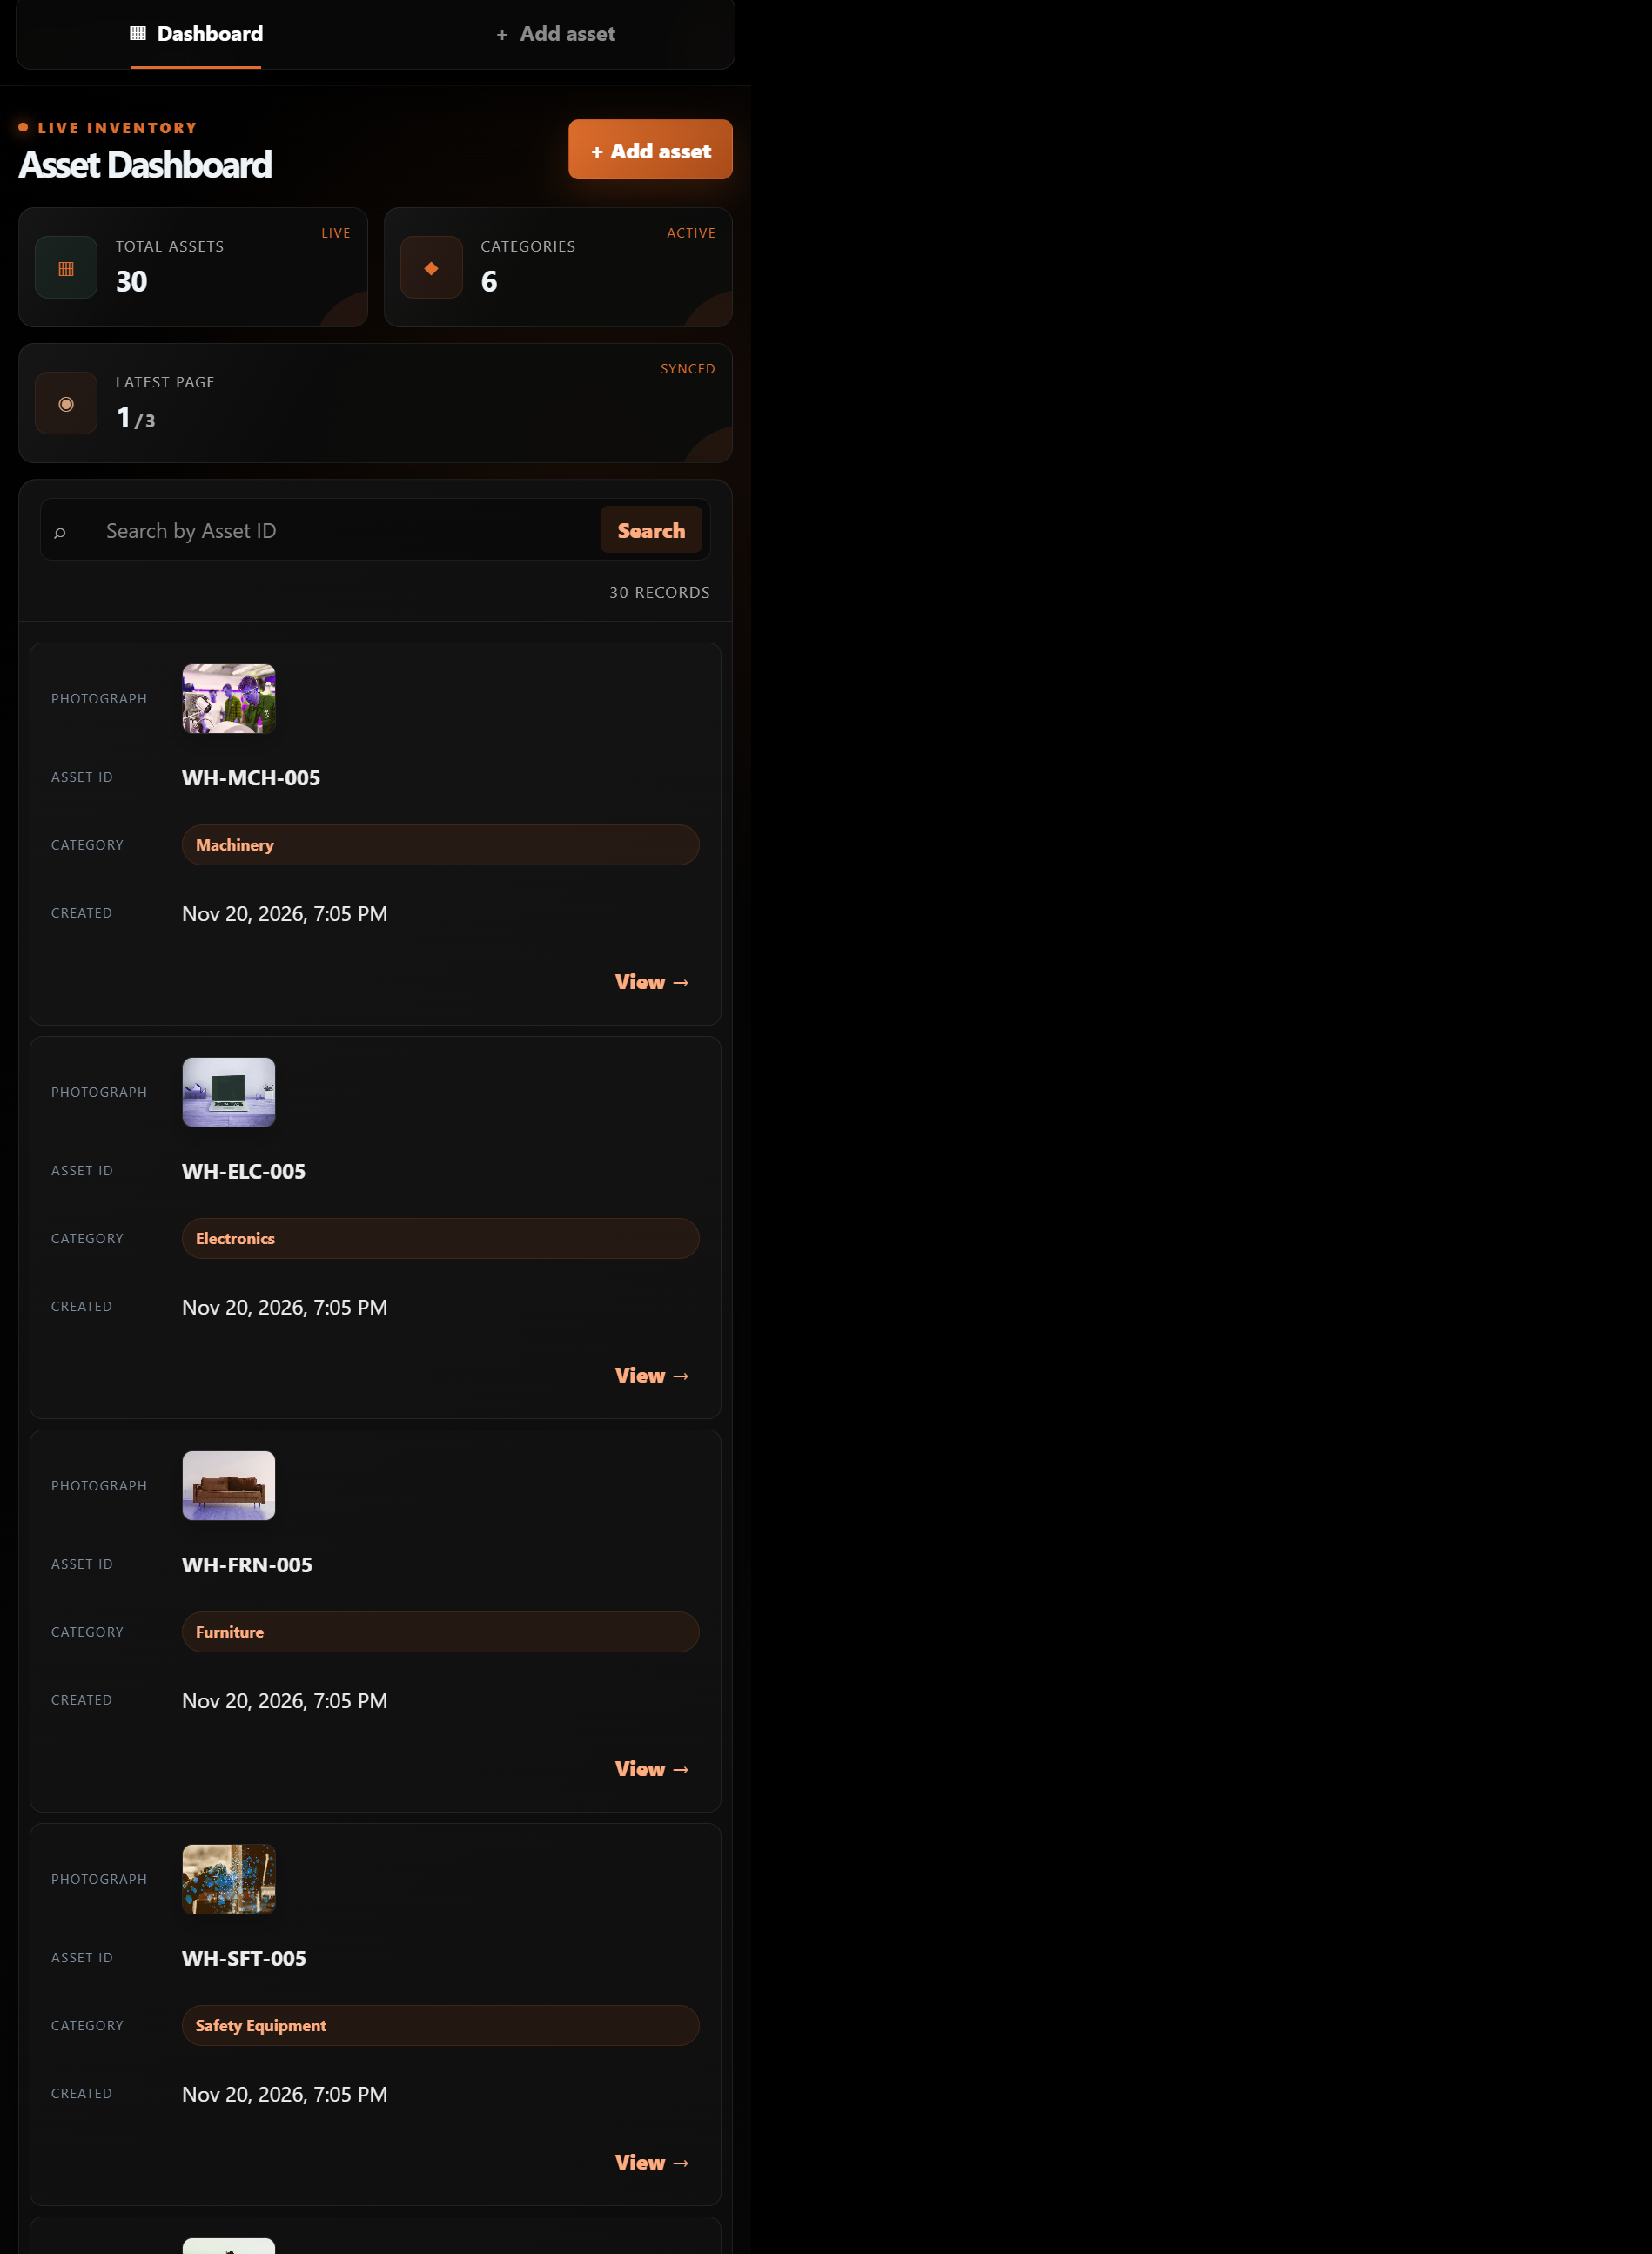 Dashboard
+ Add asset
LIVE INVENTORY
Asset Dashboard
+ Add asset
TOTAL ASSETS
LIVE
30
CATEGORIES
ACTIVE
6
LATEST PAGE
SYNCED
1/3
Search by Asset ID
Search
30 RECORDS
PHOTOGRAPH
ASSET ID
WH-MCH-005
CATEGORY
Machinery
CREATED
Nov 20, 2026, 7:05 PM
View →
PHOTOGRAPH
ASSET ID
WH-ELC-005
CATEGORY
Electronics
CREATED
Nov 20, 2026, 7:05 PM
View →
PHOTOGRAPH
ASSET ID
WH-FRN-005
CATEGORY
Furniture
CREATED
Nov 20, 2026, 7:05 PM
View →
PHOTOGRAPH
ASSET ID
WH-SFT-005
CATEGORY
Safety Equipment
CREATED
Nov 20, 2026, 7:05 PM
View →